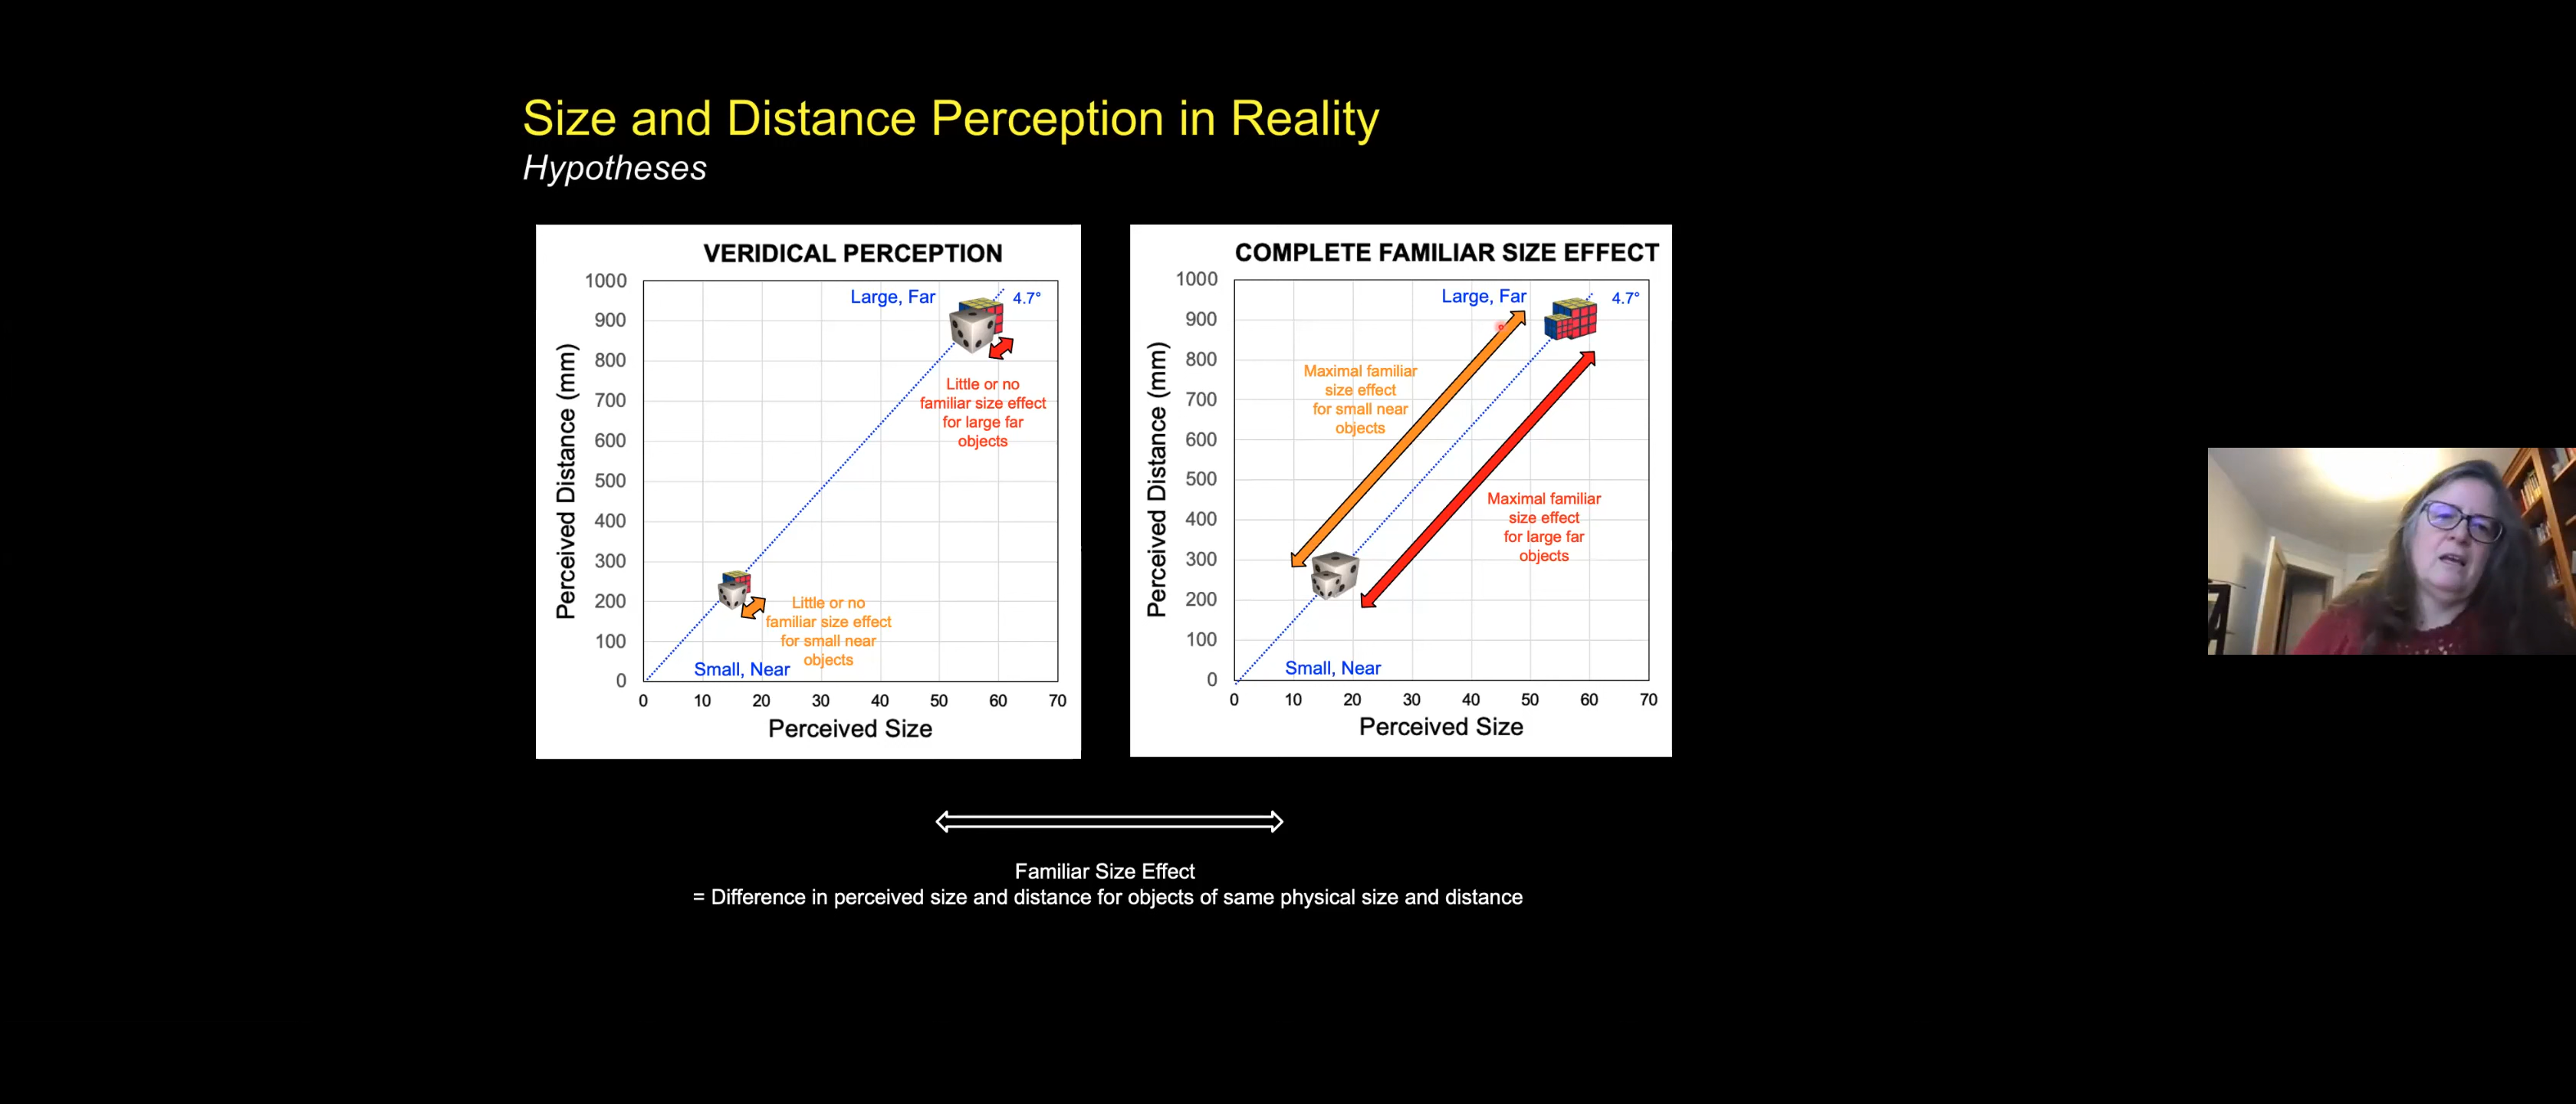 Size and Distance Perception in Reality
Hypotheses
VERIDICAL PERCEPTION
Perceived Distance (mm)
1000
900
800
700
600
500
400
300
200
100
0
Large, Far
4.7°
Little or no
familiar size effect
for large far
objects
Little or no
familiar size effect
for small near
objects
Small, Near
0 10 20 30 40 50 60 70
Perceived Size
COMPLETE FAMILIAR SIZE EFFECT
Perceived Distance (mm)
1000
900
800
700
600
500
400
300
200
100
0
Large, Far
4.7°
Maximal familiar
size effect
for small near
objects
Maximal familiar
size effect
for large far
objects
Small, Near
0 10 20 30 40 50 60 70
Perceived Size
Familiar Size Effect
= Difference in perceived size and distance for objects of same physical size and distance